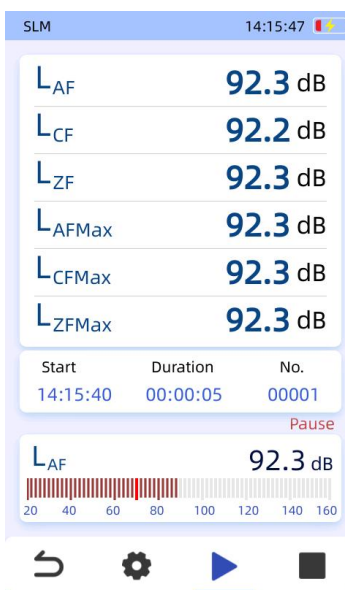 SLM 14:15:47
LAF 92.3 dB
LCF 92.2 dB
LZF 92.3 dB
LAFMax 92.3 dB
LCFMax 92.3 dB
LZFMax 92.3 dB
Start Duration No.
14:15:40 00:00:05 00001
Pause
LAF 92.3 dB
20 40 60 80 100 120 140 160